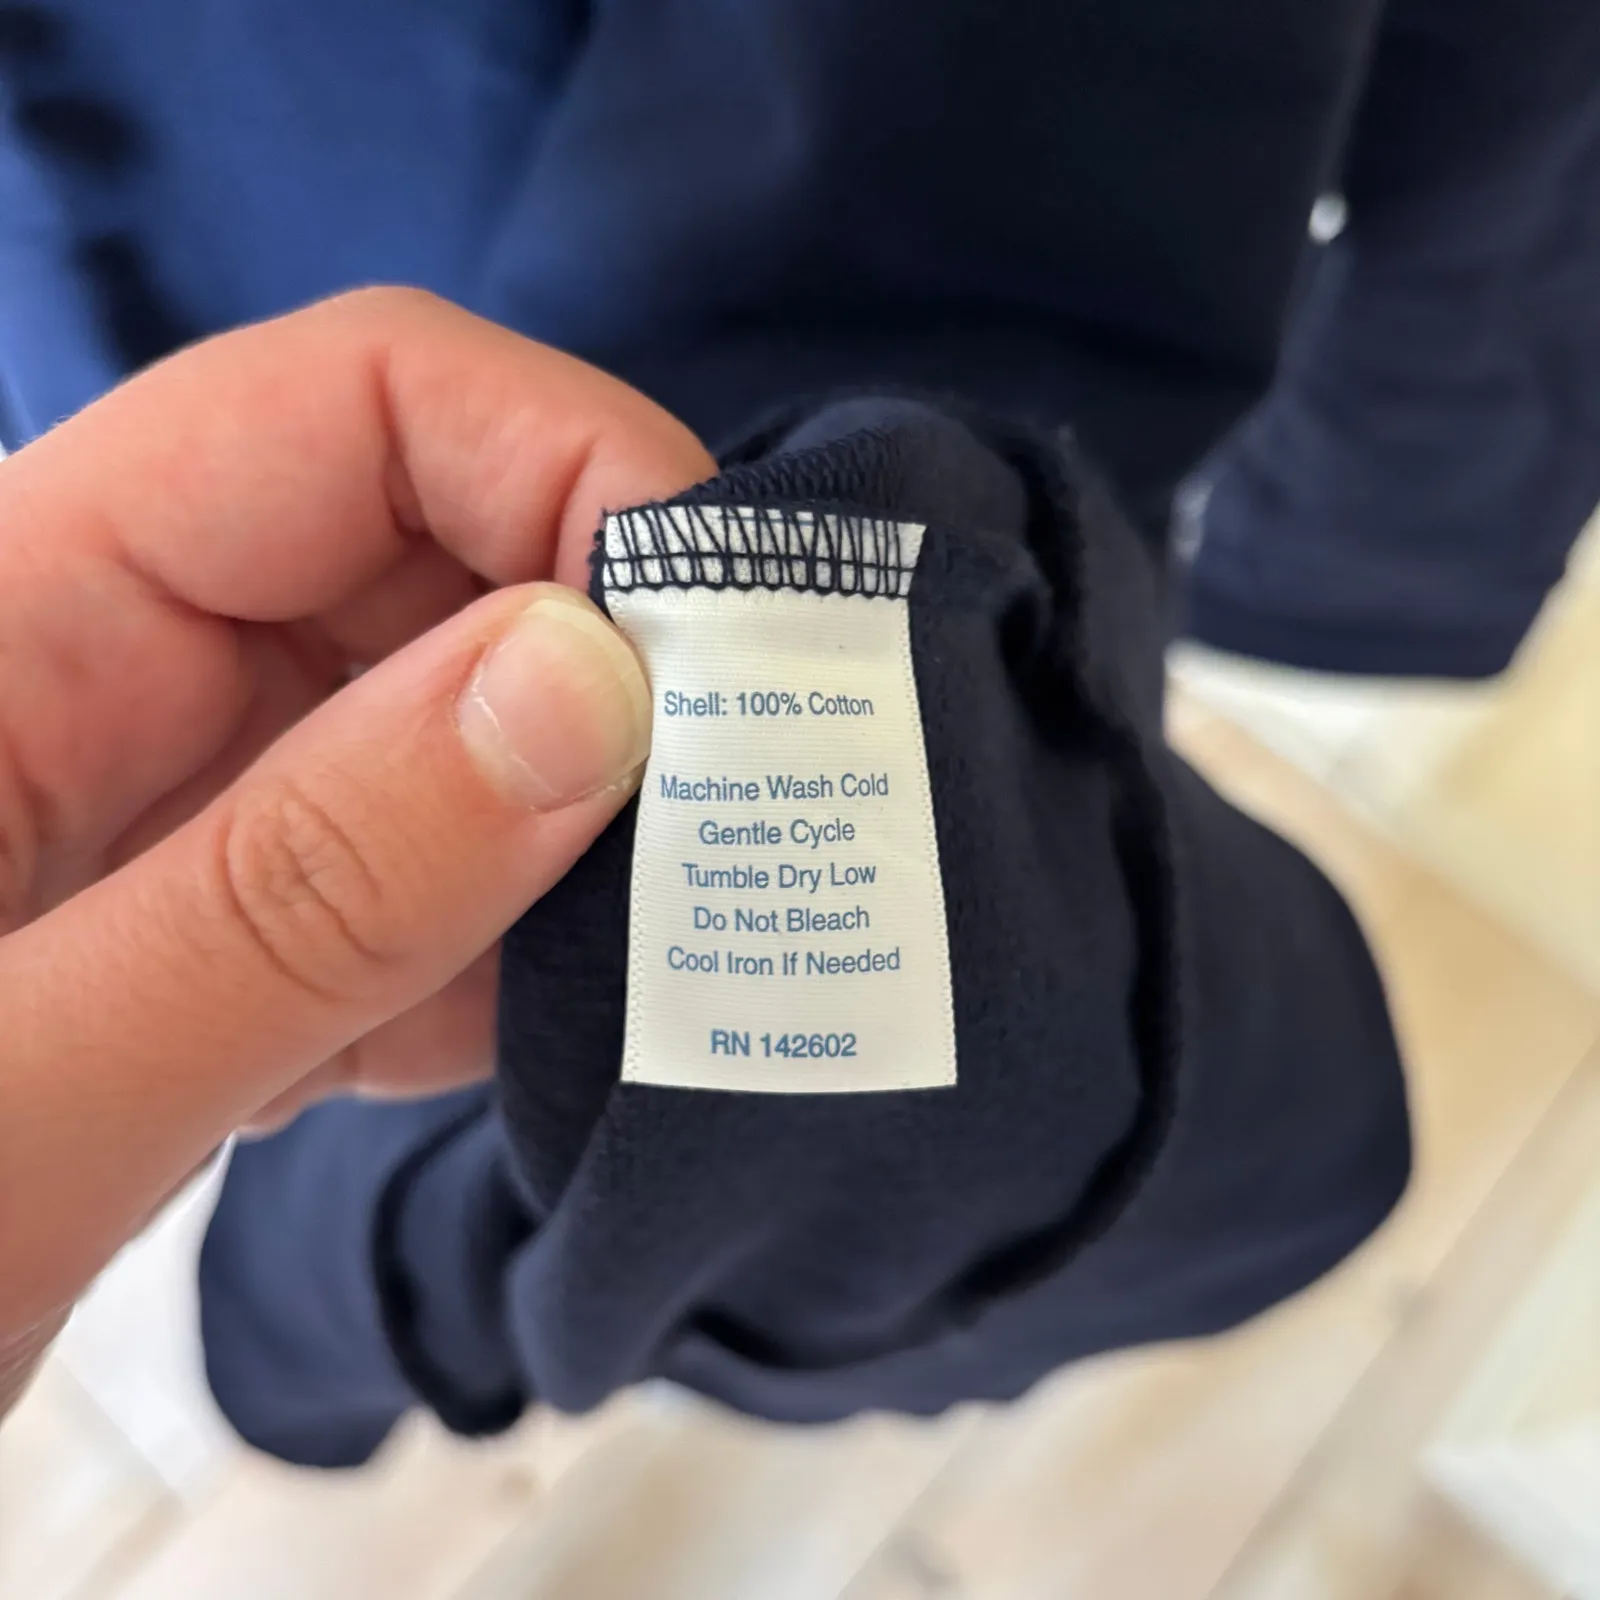 Shell: 100% Cotton
Machine Wash Cold
Gentle Cycle
Tumble Dry Low
Do Not Bleach
Cool Iron If Needed
RN 142602